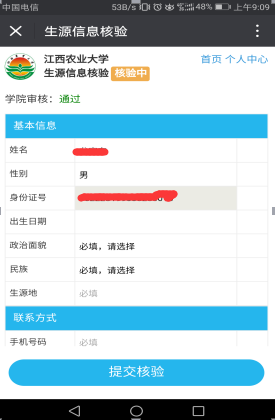 中国电信 53B/s 48% 上午9:09
生源信息核验
江西农业大学 首页 个人中心
生源信息核验 核验中
学院审核：通过
基本信息
姓名
性别 男
身份证号
出生日期
政治面貌 必填，请选择
民族 必填，请选择
生源地 必填
联系方式
手机号码 必填
提交核验